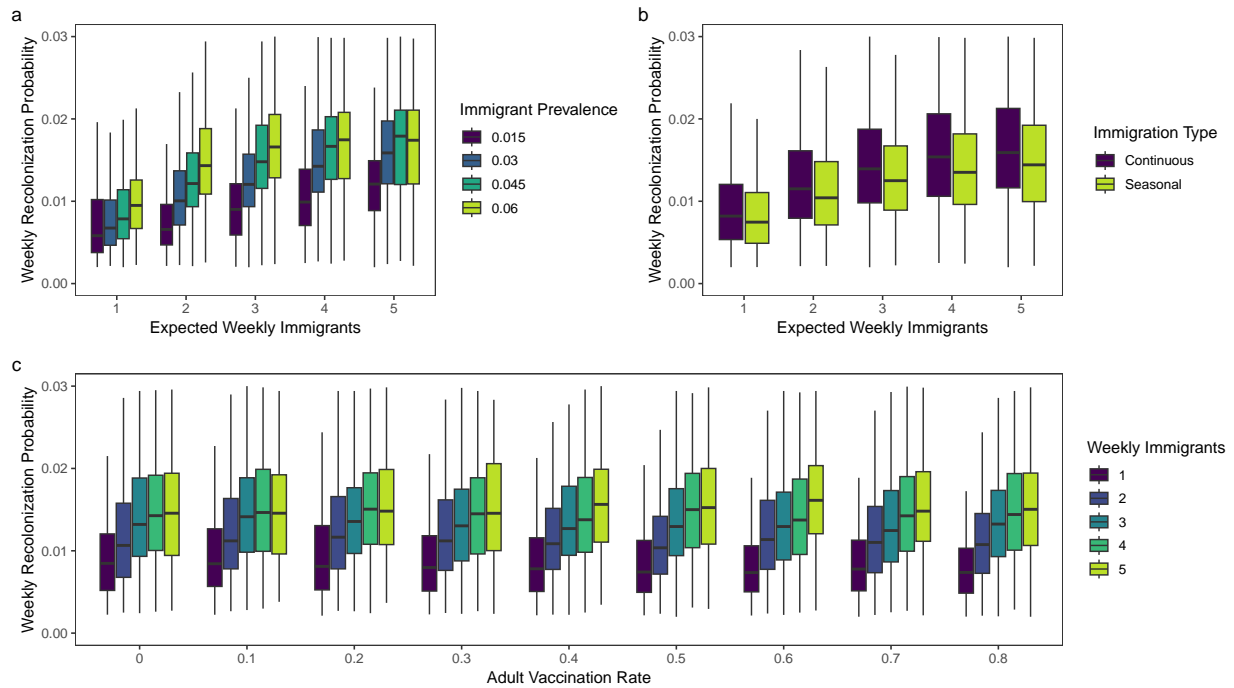 a
Weekly Recolonization Probability
0.03
0.02
0.01
0.00
1 2 3 4 5
Expected Weekly Immigrants
Immigrant Prevalence
0.015
0.03
0.045
0.06
b
Weekly Recolonization Probability
0.03
0.02
0.01
0.00
1 2 3 4 5
Expected Weekly Immigrants
Immigration Type
Continuous
Seasonal
c
Weekly Recolonization Probability
0.03
0.02
0.01
0.00
0 0.1 0.2 0.3 0.4 0.5 0.6 0.7 0.8
Adult Vaccination Rate
Weekly Immigrants
1
2
3
4
5